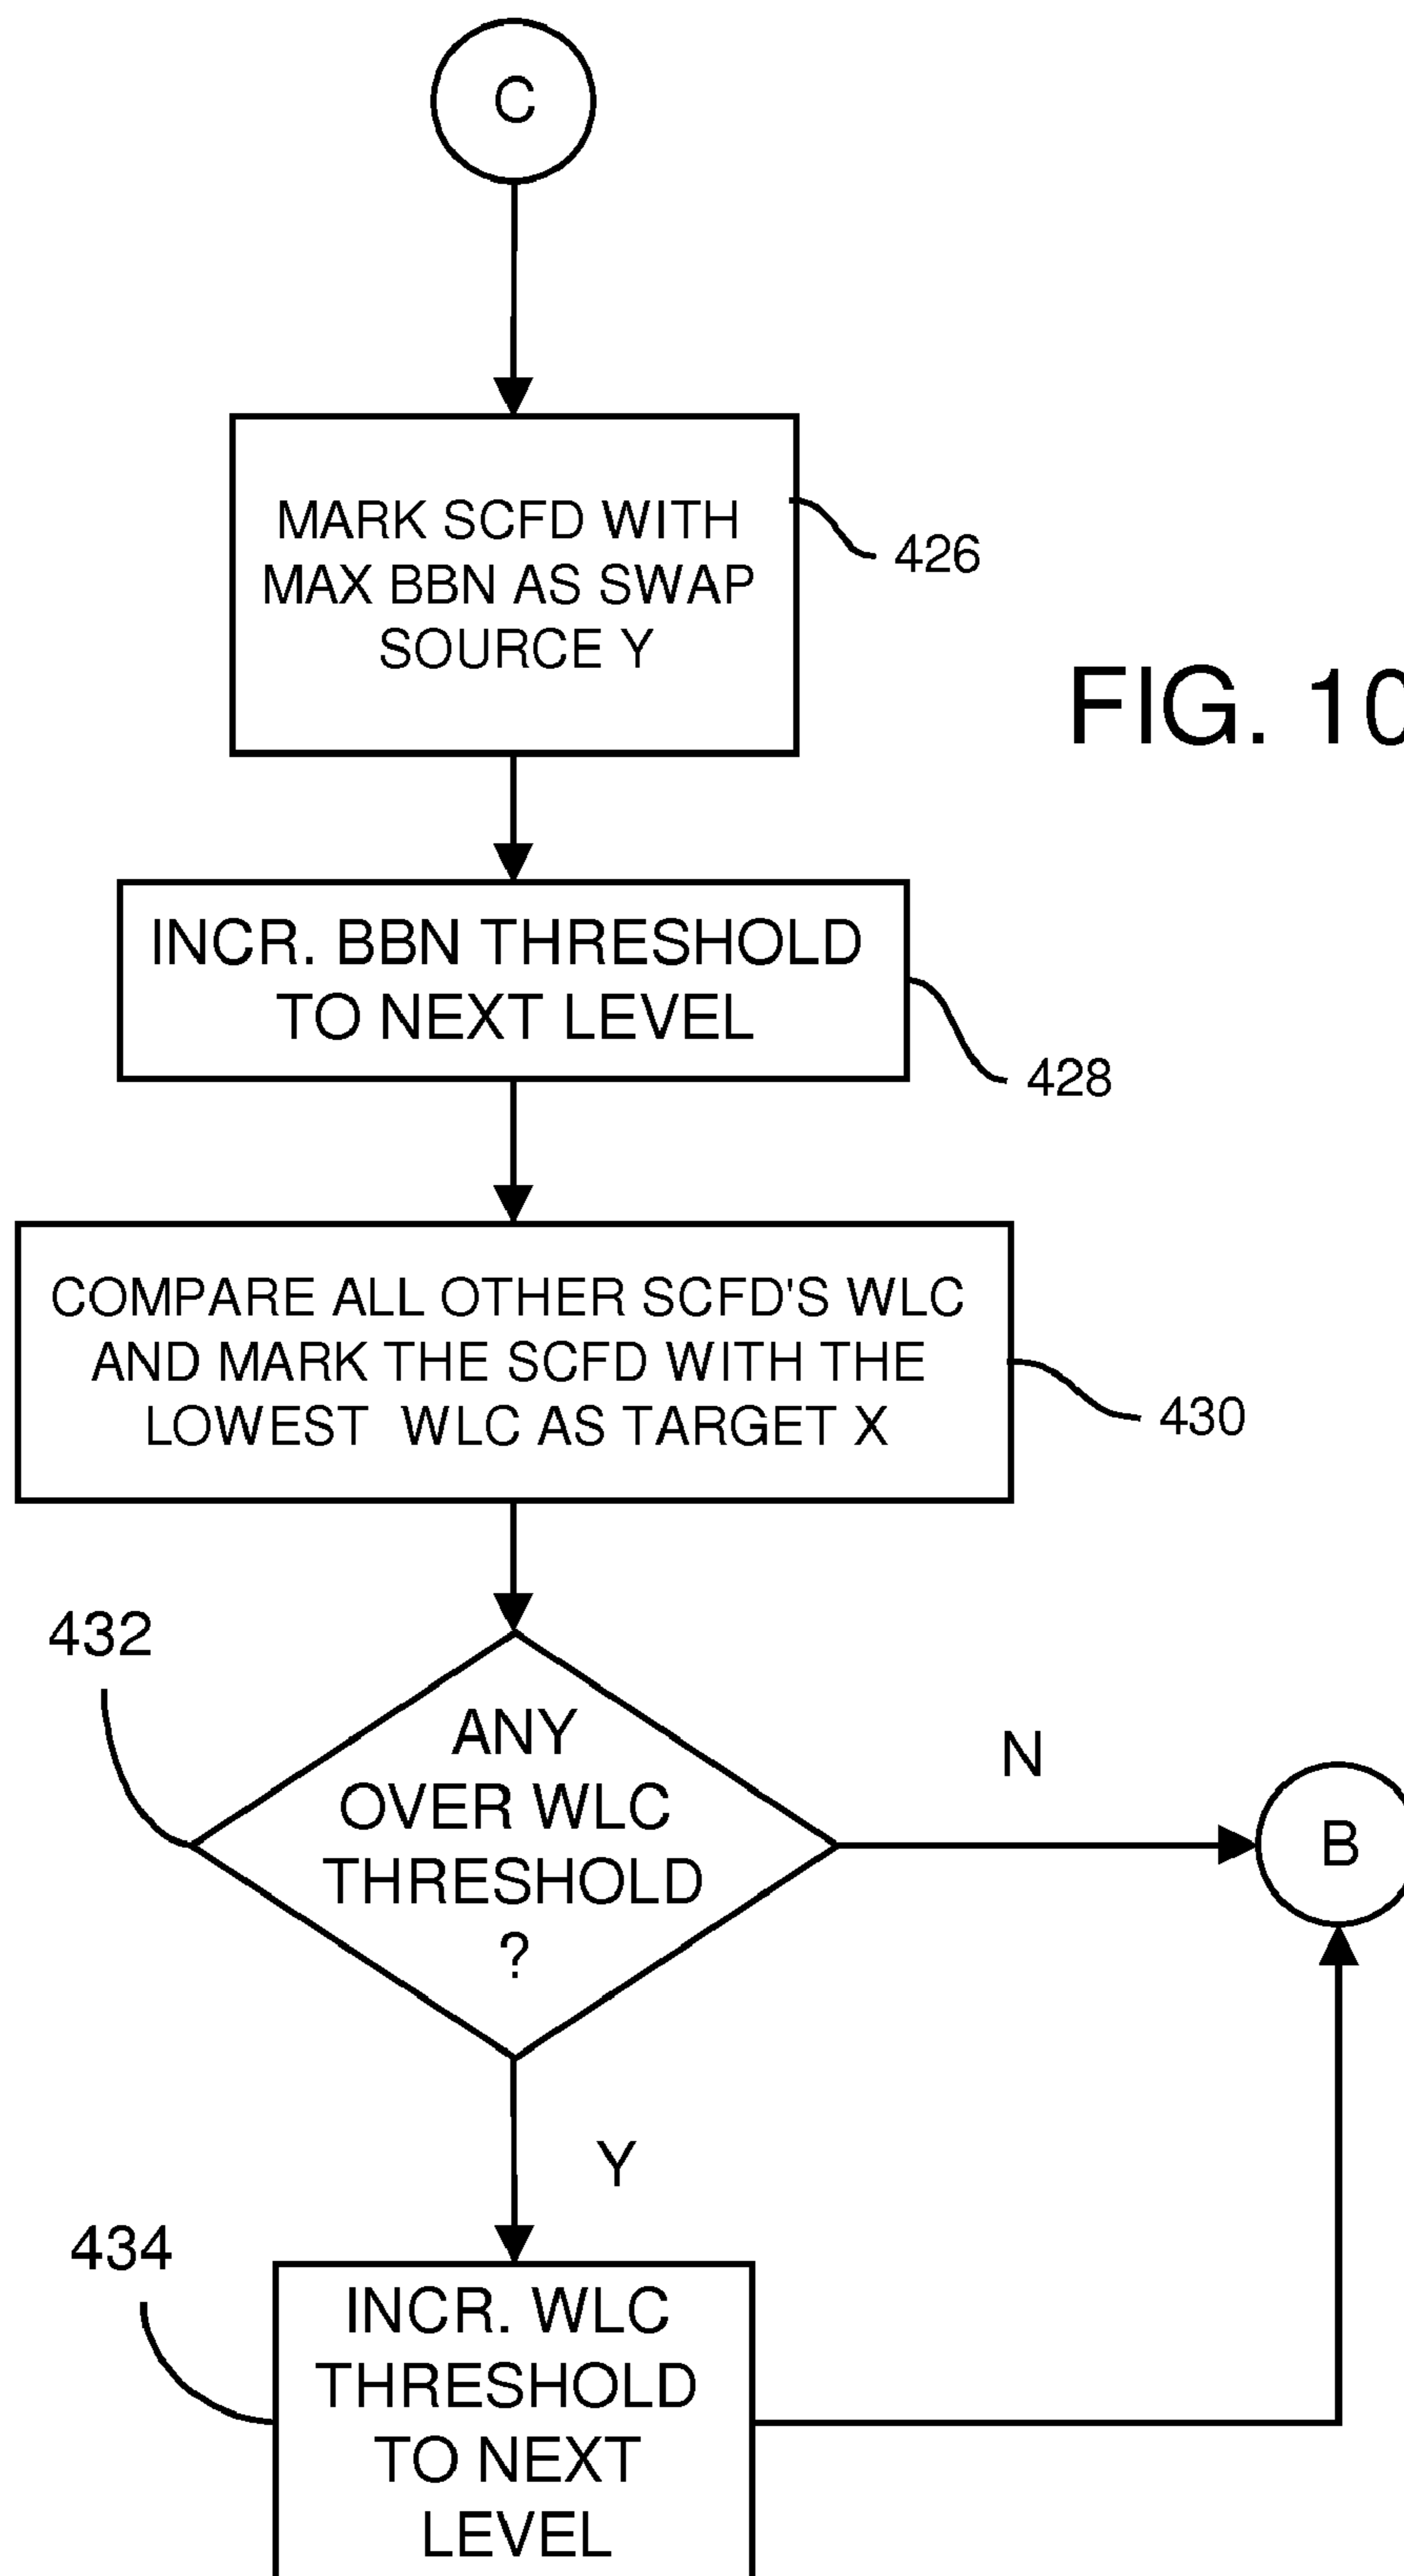 C
MARK SCFD WITH
MAX BBN AS SWAP
SOURCE Y
426
FIG. 10
INCR. BBN THRESHOLD
TO NEXT LEVEL
428
COMPARE ALL OTHER SCFD'S WLC
AND MARK THE SCFD WITH THE
LOWEST WLC AS TARGET X
430
432
ANY
OVER WLC
THRESHOLD
?
N
B
Y
434
INCR. WLC
THRESHOLD
TO NEXT
LEVEL